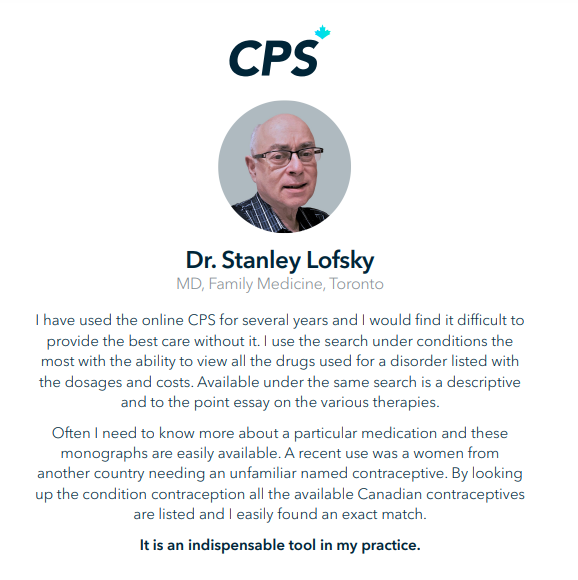 CPS
Dr. Stanley Lofsky
MD, Family Medicine, Toronto
I have used the online CPS for several years and I would find it difficult to
provide the best care without it. I use the search under conditions the
most with the ability to view all the drugs used for a disorder listed with
the dosages and costs. Available under the same search is a descriptive
and to the point essay on the various therapies.
Often I need to know more about a particular medication and these
monographs are easily available. A recent use was a women from
another country needing an unfamiliar named contraceptive. By looking
up the condition contraception all the available Canadian contraceptives
are listed and I easily found an exact match.
It is an indispensable tool in my practice.